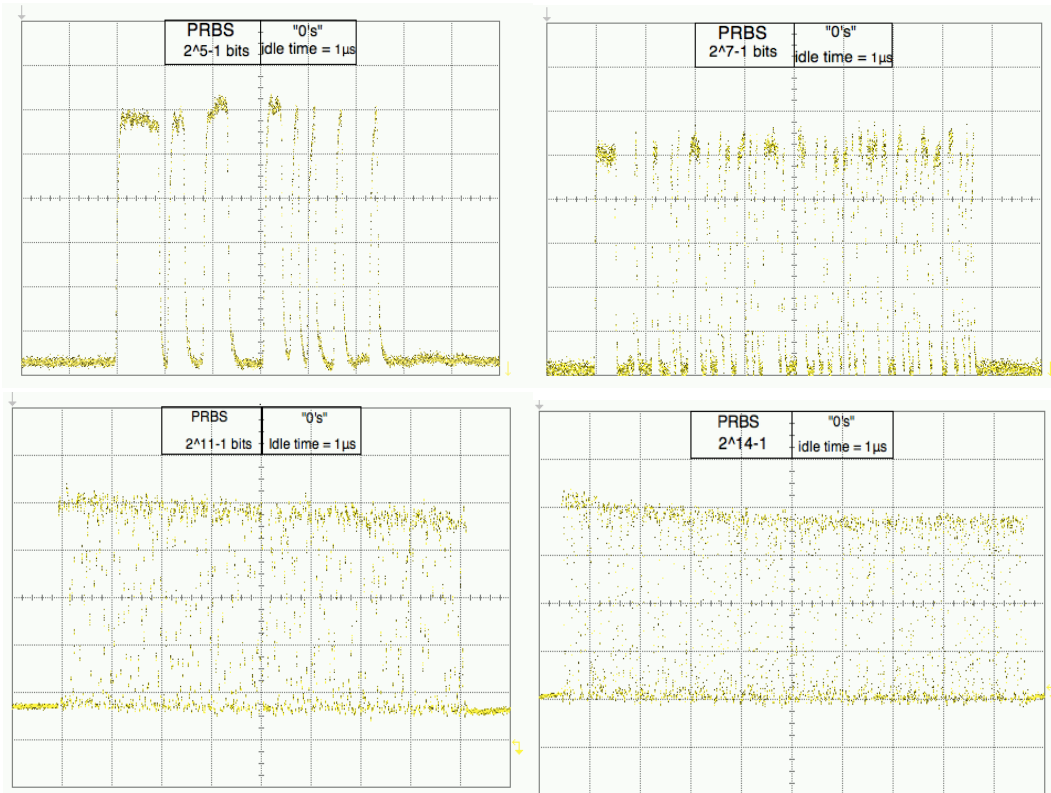 PRBS "0's"
2^5-1 bits idle time = 1µs
PRBS "0's"
2^7-1 bits idle time = 1µs
PRBS "0's"
2^11-1 bits Idle time = 1µs
PRBS "0's"
2^14-1 idle time = 1µs